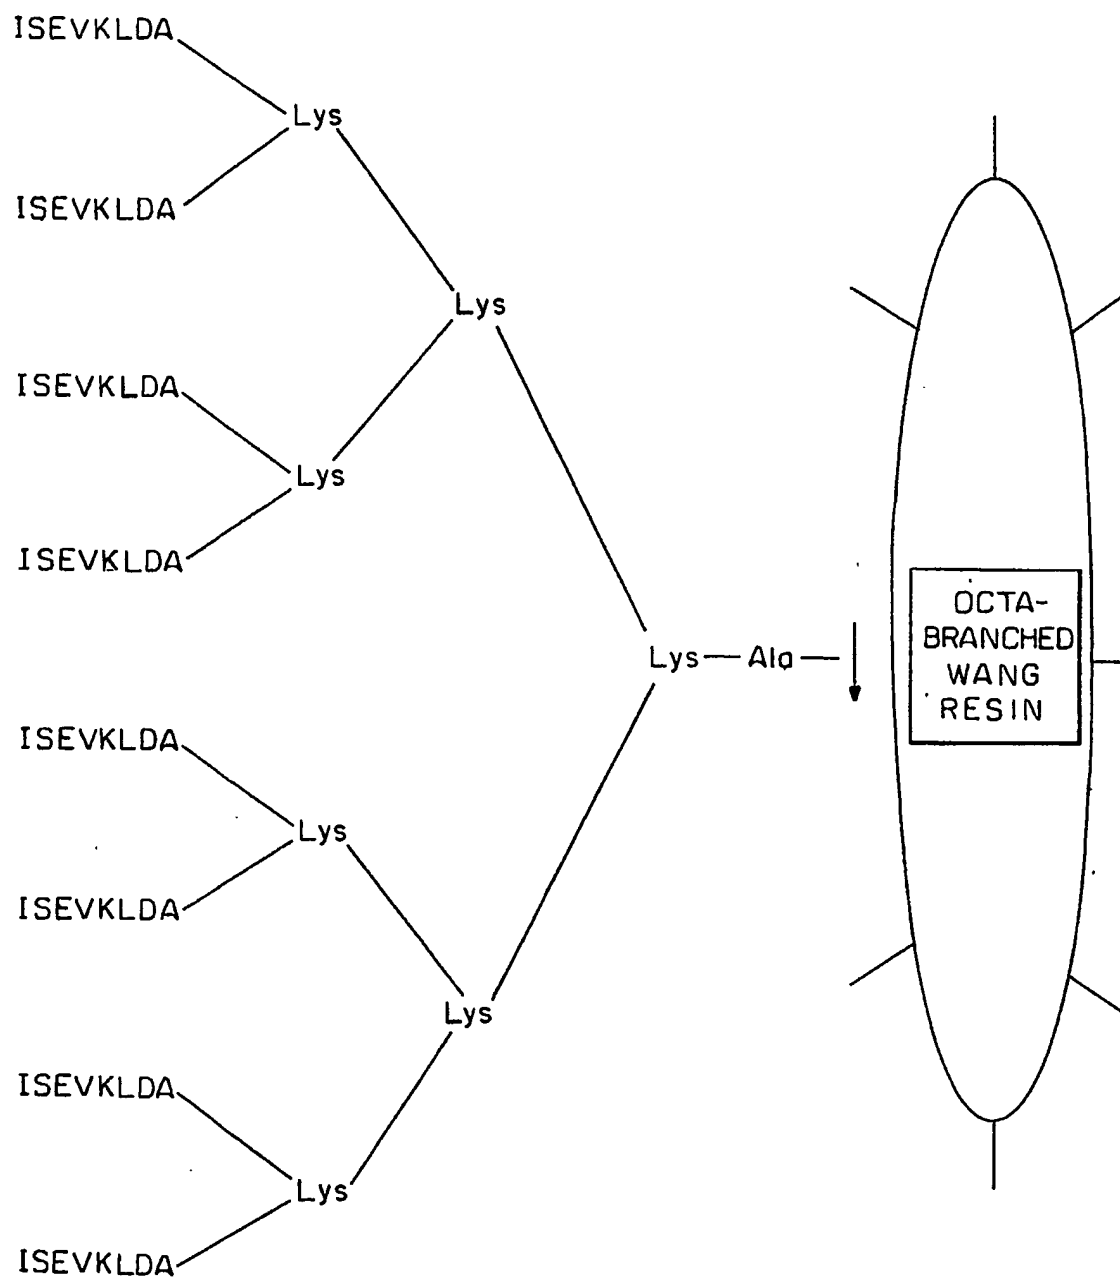 ISEVKLDA
Lys
ISEVKLDA
Lys
ISEVKLDA
Lys
ISEVKLDA
Lys
Ala
OCTA-
BRANCHED
WANG
RESIN
ISEVKLDA
Lys
ISEVKLDA
Lys
ISEVKLDA
Lys
ISEVKLDA